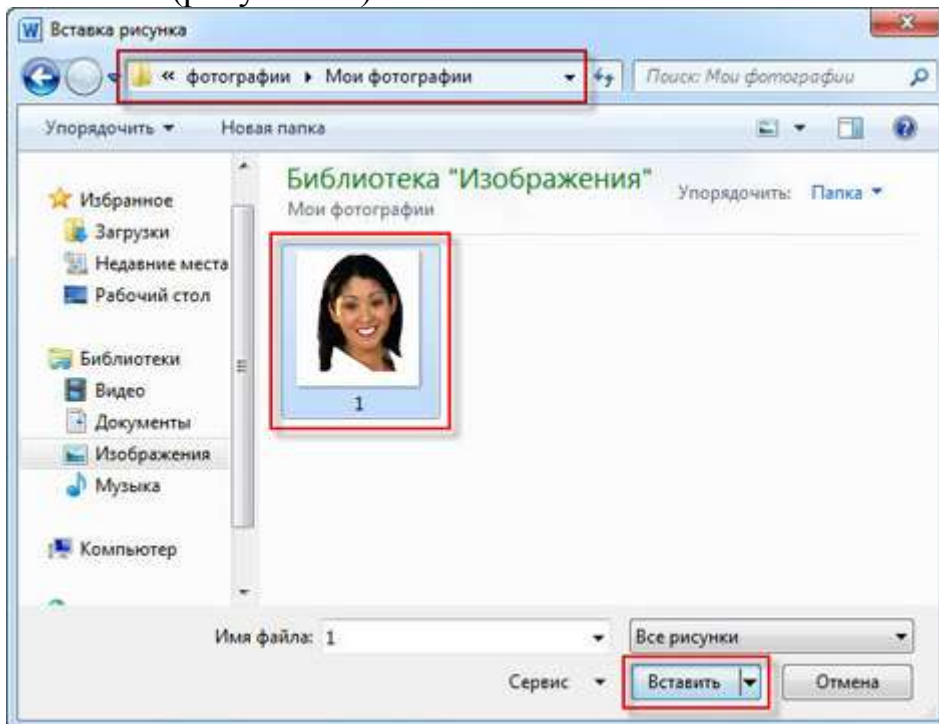 Вставка рисунка
« фотографии ▸ Мои фотографии
Поиск: Мои фотографии
Упорядочить
Новая папка
Избранное
Загрузки
Недавние места
Рабочий стол
Библиотеки
Видео
Документы
Изображения
Музыка
Компьютер
Библиотека "Изображения"
Мои фотографии
Упорядочить: Папка
1
Имя файла: 1
Все рисунки
Сервис
Вставить
Отмена